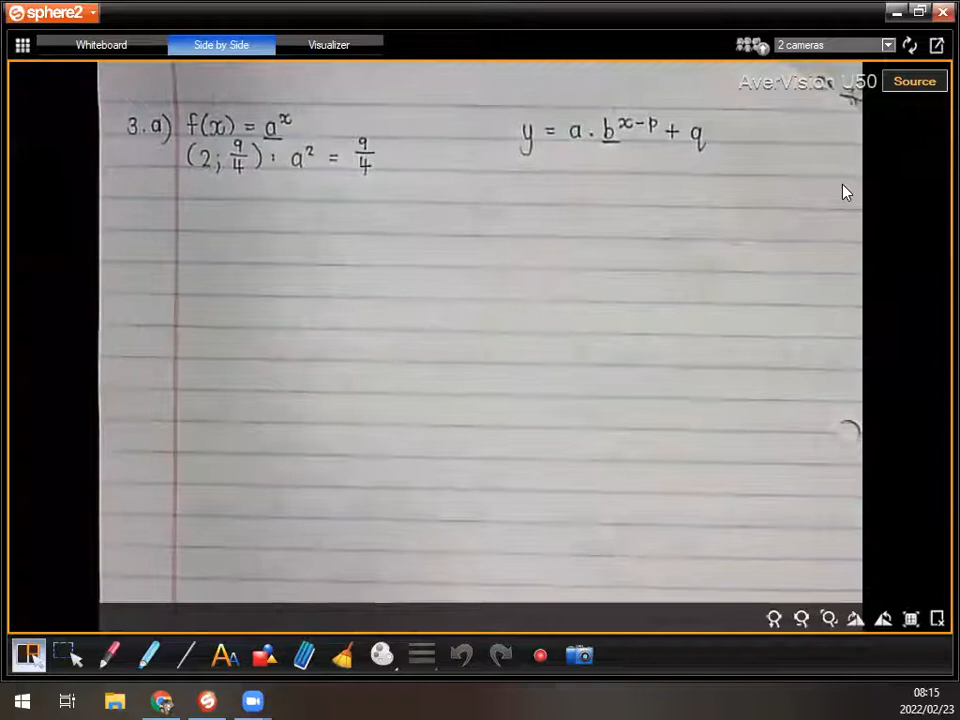 sphere2
Whiteboard
Side by Side
Visualizer
2 cameras
AverVision U50
Source
3.a) f(x) = a^x
(2; 9/4) : a² = 9/4
y = a . b^(x-p) + q
08:15
2022/02/23